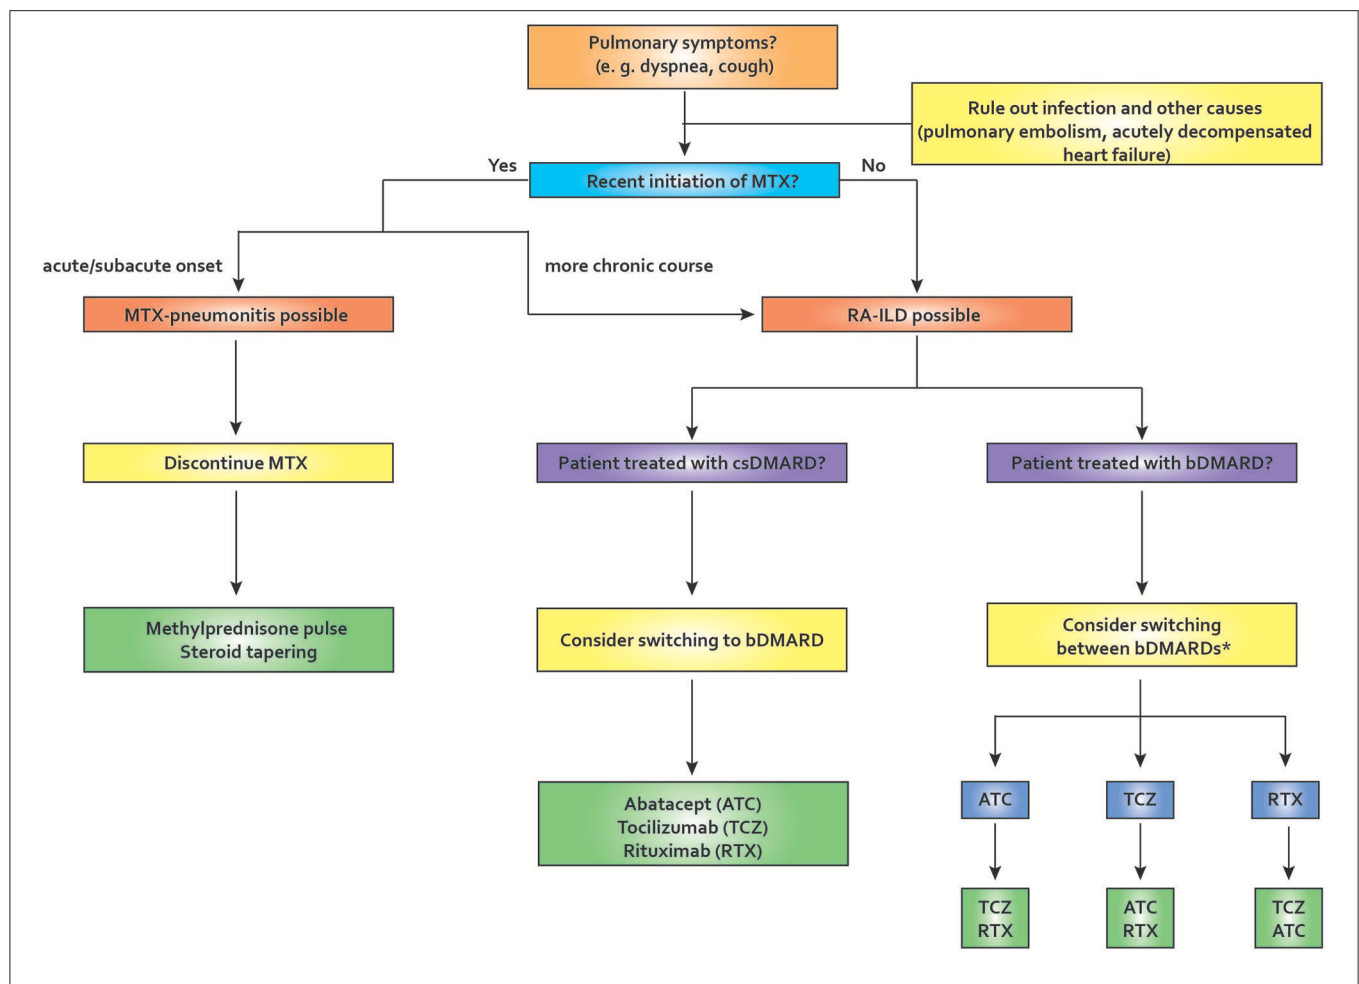 Pulmonary symptoms?
(e. g. dyspnea, cough)
Rule out infection and other causes
(pulmonary embolism, acutely decompensated
heart failure)
Yes
Recent initiation of MTX?
No
acute/subacute onset
more chronic course
MTX-pneumonitis possible
RA-ILD possible
Discontinue MTX
Patient treated with csDMARD?
Patient treated with bDMARD?
Methylprednisone pulse
Steroid tapering
Consider switching to bDMARD
Consider switching
between bDMARDs*
Abatacept (ATC)
Tocilizumab (TCZ)
Rituximab (RTX)
ATC
TCZ
RTX
TCZ
RTX
ATC
RTX
TCZ
ATC